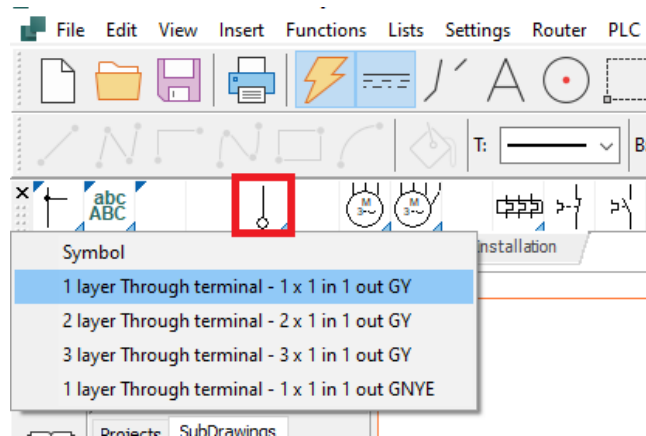 File Edit View Insert Functions Lists Settings Router PLC
T: B:
abc
ABC
M
3~
M
3~
nstallation
Symbol
1 layer Through terminal - 1 x 1 in 1 out GY
2 layer Through terminal - 2 x 1 in 1 out GY
3 layer Through terminal - 3 x 1 in 1 out GY
1 layer Through terminal - 1 x 1 in 1 out GNYE
Projects SubDrawings